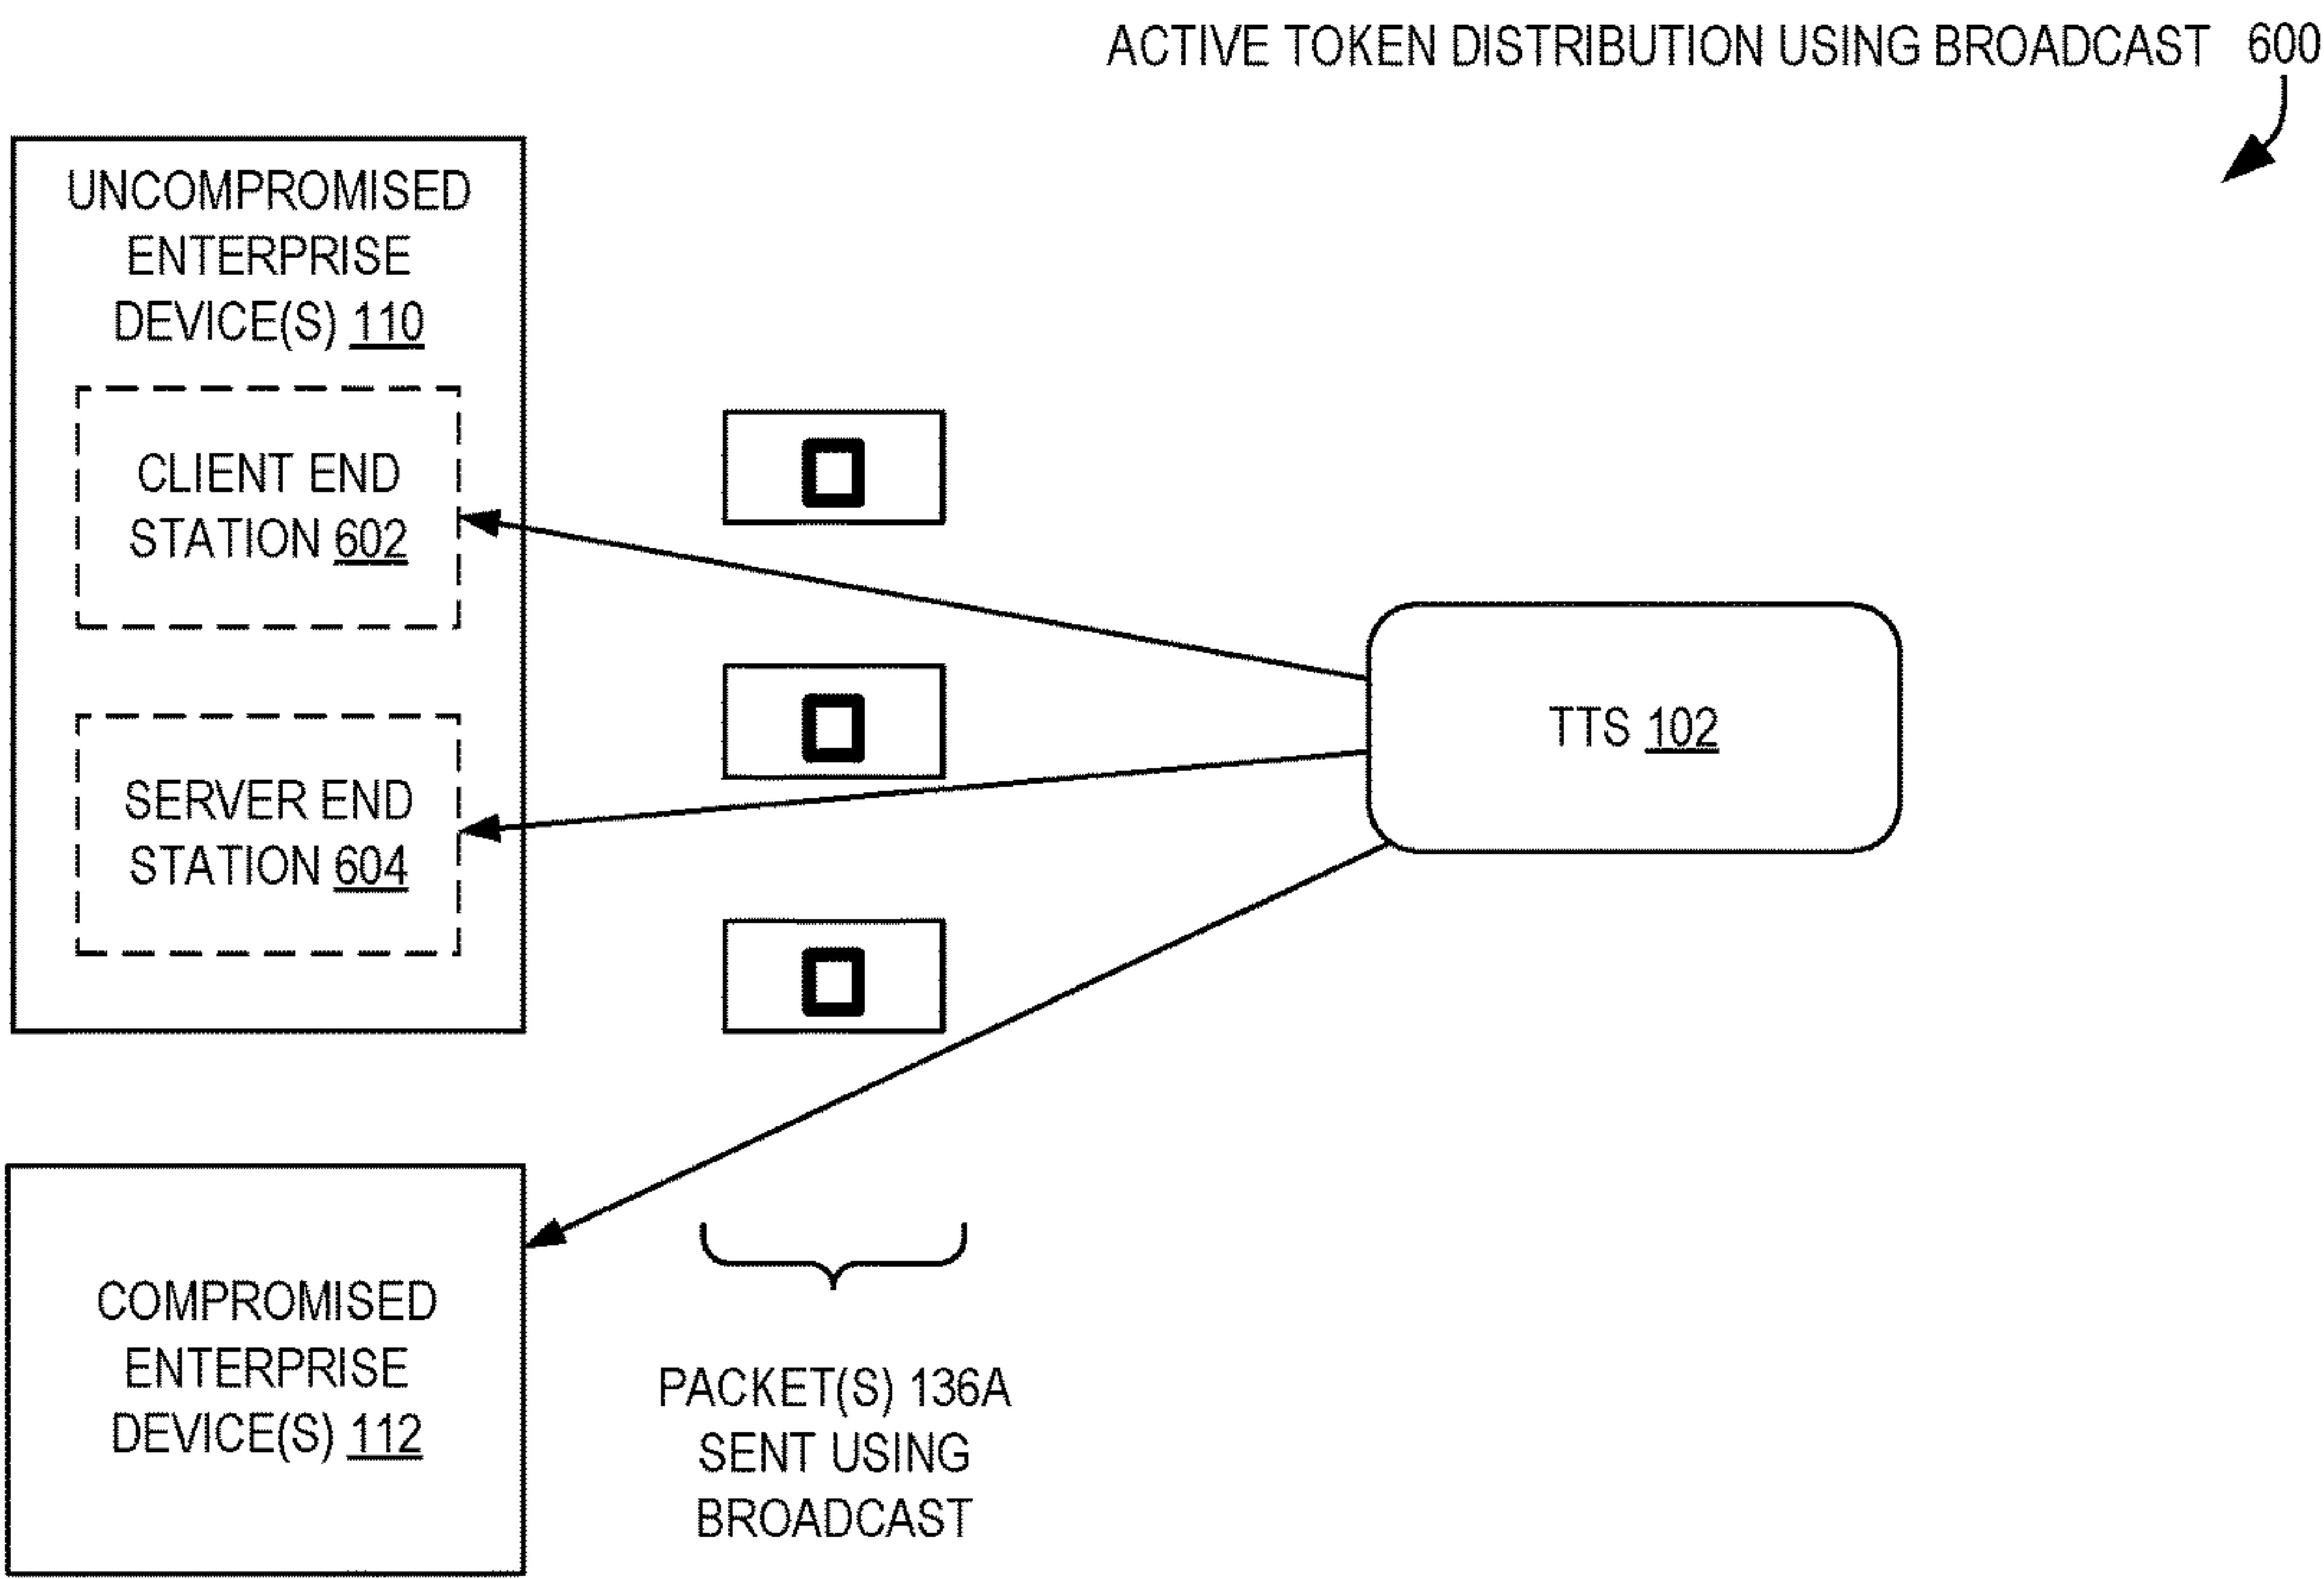 ACTIVE TOKEN DISTRIBUTION USING BROADCAST 600
UNCOMPROMISED
ENTERPRISE
DEVICE(S) 110
CLIENT END
STATION 602
SERVER END
STATION 604
TTS 102
COMPROMISED
ENTERPRISE
DEVICE(S) 112
PACKET(S) 136A
SENT USING
BROADCAST